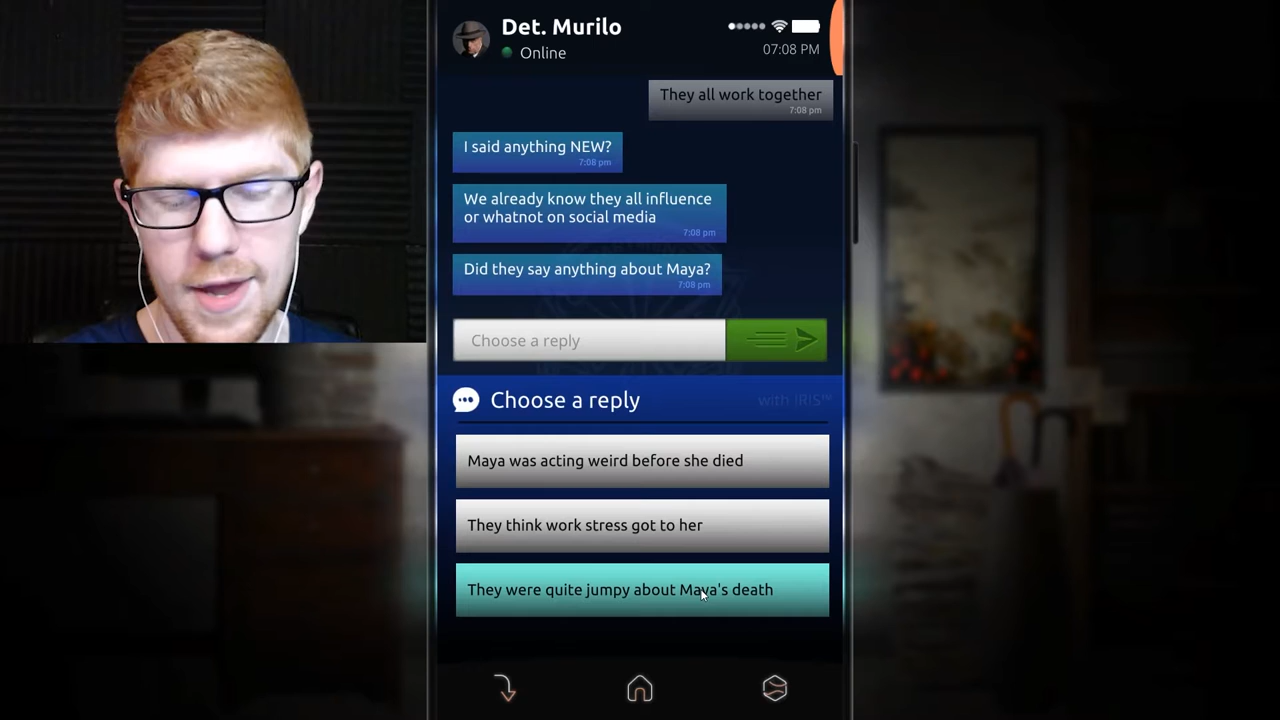 Det. Murilo
Online
07:08 PM
They all work together
7:08 pm
I said anything NEW?
7:08 pm
We already know they all influence
or whatnot on social media
7:08 pm
Did they say anything about Maya?
7:08 pm
Choose a reply
Choose a reply
with IRIS™
Maya was acting weird before she died
They think work stress got to her
They were quite jumpy about Maya's death